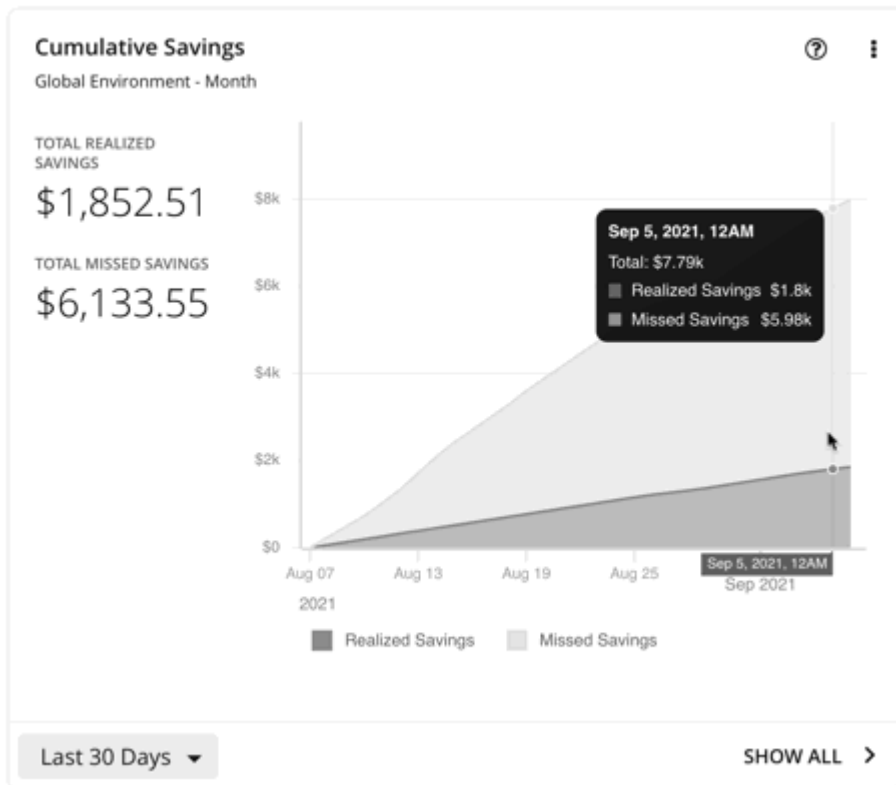 Cumulative Savings
Global Environment - Month
TOTAL REALIZED
SAVINGS
$1,852.51
TOTAL MISSED SAVINGS
$6,133.55
$8k
$6k
$4k
$2k
$0
Sep 5, 2021, 12AM
Total: $7.79k
Realized Savings $1.8k
Missed Savings $5.98k
Aug 07
Aug 13
Aug 19
Aug 25
Sep 5, 2021, 12AM
Sep 2021
2021
Realized Savings
Missed Savings
Last 30 Days
SHOW ALL